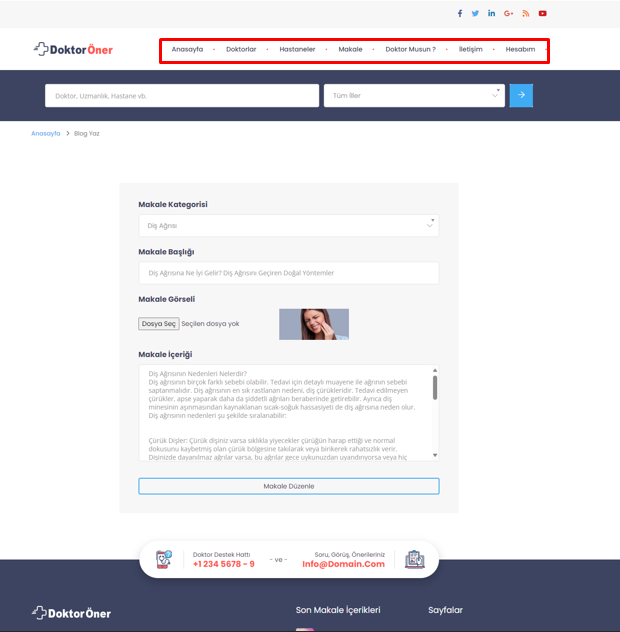 DoktorÖner
Anasayfa
Doktorlar
Hastaneler
Makale
Doktor Musun ?
İletişim
Hesabım
Doktor, Uzmanlık, Hastane vb.
Tüm İller
Anasayfa > Blog Yaz
Makale Kategorisi
Diş Ağrısı
Makale Başlığı
Diş Ağrısına Ne İyi Gelir? Diş Ağrısını Geçiren Doğal Yöntemler
Makale Görseli
Dosya Seç Seçilen dosya yok
Makale İçeriği
Diş Ağrısının Nedenleri Nelerdir?
Diş ağrısının birçok farklı sebebi olabilir. Tedavi için detaylı muayene ile ağrının sebebi
saptanmalıdır. Diş ağrısının en sık rastlanan nedeni, diş çürükleridir. Tedavi edilmeyen
çürükler, apse yaparak daha da şiddetli ağrıları beraberinde getirebilir. Ayrıca diş
minesinin aşınmasından kaynaklanan sıcak-soğuk hassasiyeti de diş ağrısına neden olur.
Diş ağrısının nedenleri şu şekilde sıralanabilir:
Çürük Dişler: Çürük dişiniz varsa sıklıkla yiyecekler çürüğün harap ettiği ve normal
dokusunu kaybetmiş olan çürük bölgesine takılarak veya birikerek rahatsızlık verir.
Dişinizde dayanılmaz ağrılar varsa, bu ağrılar gece uykunuzdan uyandırıyorsa veya hiç
Makale Düzenle
Doktor Destek Hattı
+1 234 5678 - 9
- ve -
Soru, Görüş, Önerileriniz
Info@Domain.Com
DoktorÖner
Son Makale İçerikleri
Sayfalar